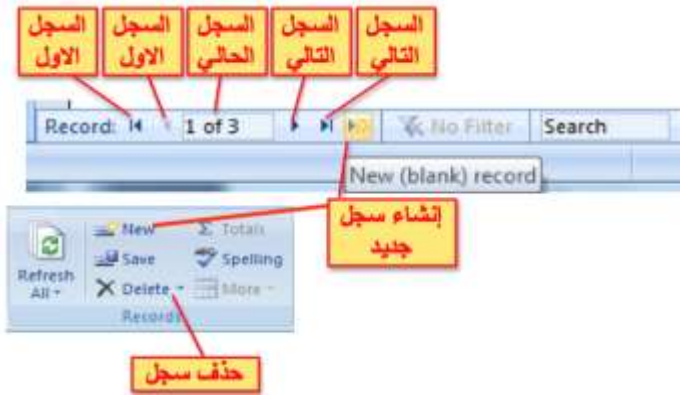 السجل الاول
السجل الاول
السجل الحالي
السجل التالي
السجل التالي
Record: 1 of 3 No Filter Search
New (blank) record
إنشاء سجل جديد
Refresh All
New
Save
Delete
Totals
Spelling
More
Records
حذف سجل